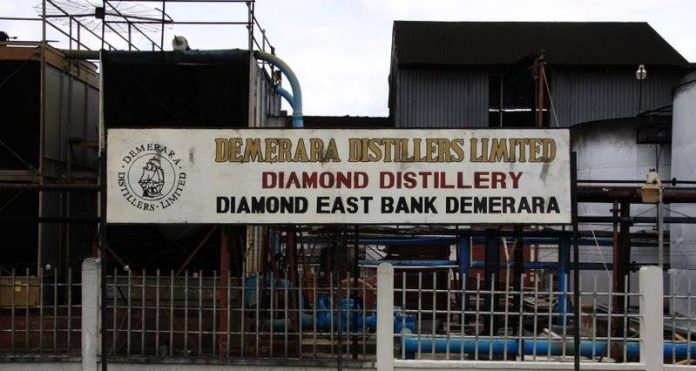 DEMERARA DISTILLERS · LIMITED ·
DEMERARA DISTILLERS LIMITED
DIAMOND DISTILLERY
DIAMOND EAST BANK DEMERARA